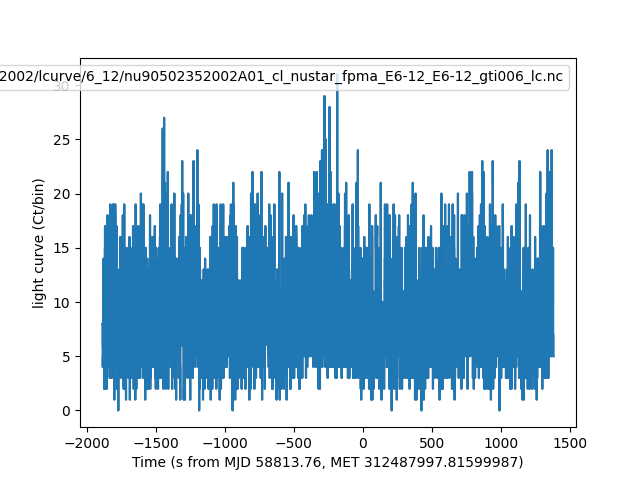 2002/lcurve/6_12/nu90502352002A01_cl_nustar_fpma_E6-12_E6-12_gti006_lc.nc
30
25
20
15
10
5
0
light curve (Ct/bin)
−2000 −1500 −1000 −500 0 500 1000 1500
Time (s from MJD 58813.76, MET 312487997.81599987)